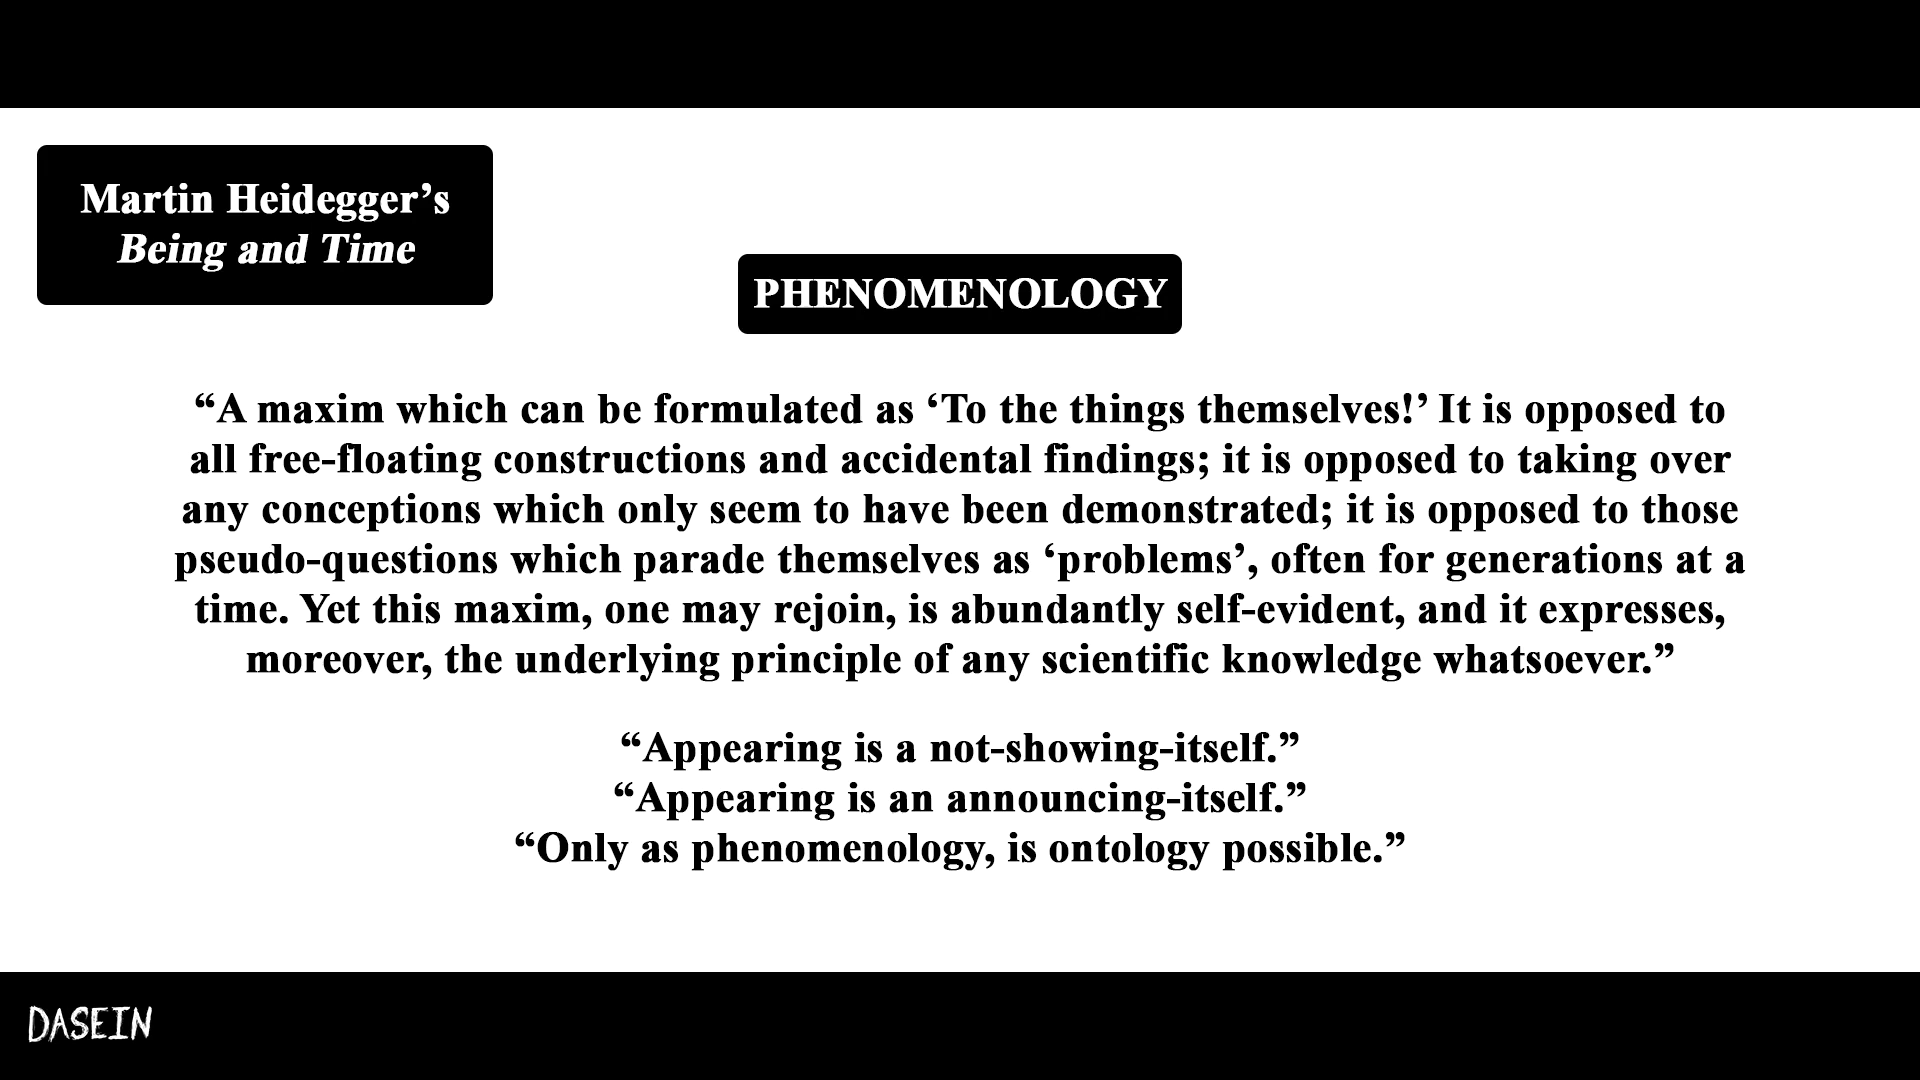 Martin Heidegger’s
Being and Time
PHENOMENOLOGY
“A maxim which can be formulated as ‘To the things themselves!’ It is opposed to
all free-floating constructions and accidental findings; it is opposed to taking over
any conceptions which only seem to have been demonstrated; it is opposed to those
pseudo-questions which parade themselves as ‘problems’, often for generations at a
time. Yet this maxim, one may rejoin, is abundantly self-evident, and it expresses,
moreover, the underlying principle of any scientific knowledge whatsoever.”
“Appearing is a not-showing-itself.”
“Appearing is an announcing-itself.”
“Only as phenomenology, is ontology possible.”
DASEIN